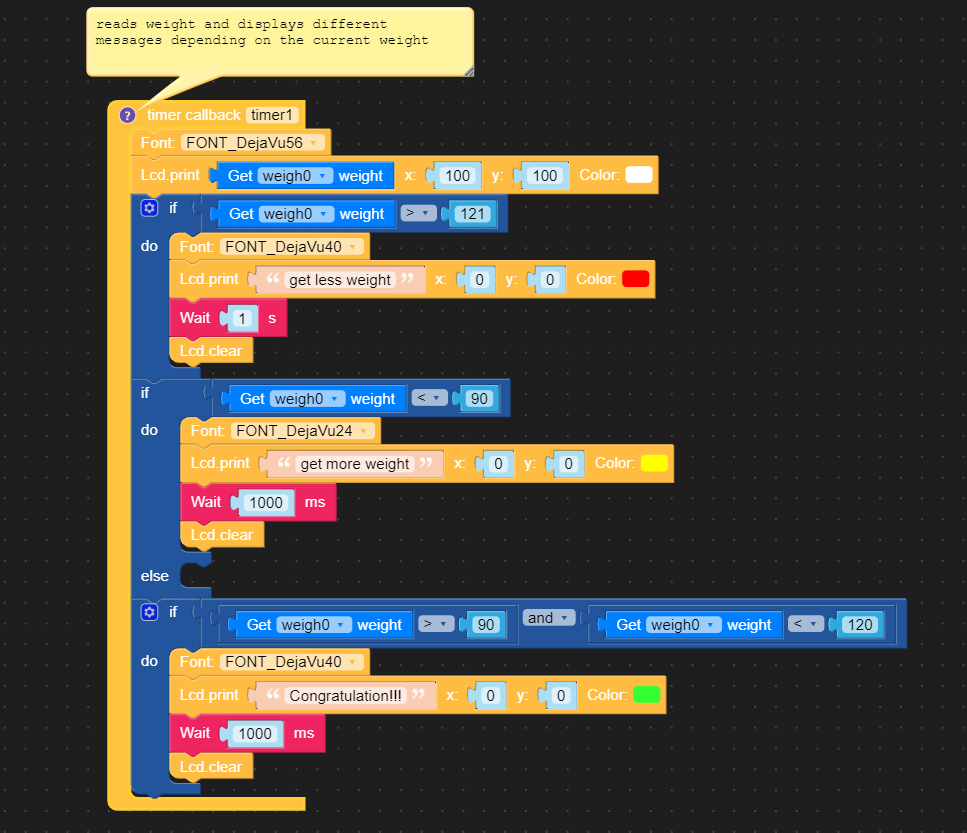 reads weight and displays different
messages depending on the current weight
? timer callback timer1
Font: FONT_DejaVu56
Lcd.print Get weigh0 weight x: 100 y: 100 Color:
if Get weigh0 weight > 121
do Font: FONT_DejaVu40
Lcd.print “ get less weight ” x: 0 y: 0 Color:
Wait 1 s
Lcd.clear
if Get weigh0 weight < 90
do Font: FONT_DejaVu24
Lcd.print “ get more weight ” x: 0 y: 0 Color:
Wait 1000 ms
Lcd.clear
else
if Get weigh0 weight > 90 and Get weigh0 weight < 120
do Font: FONT_DejaVu40
Lcd.print “ Congratulation!!! ” x: 0 y: 0 Color:
Wait 1000 ms
Lcd.clear